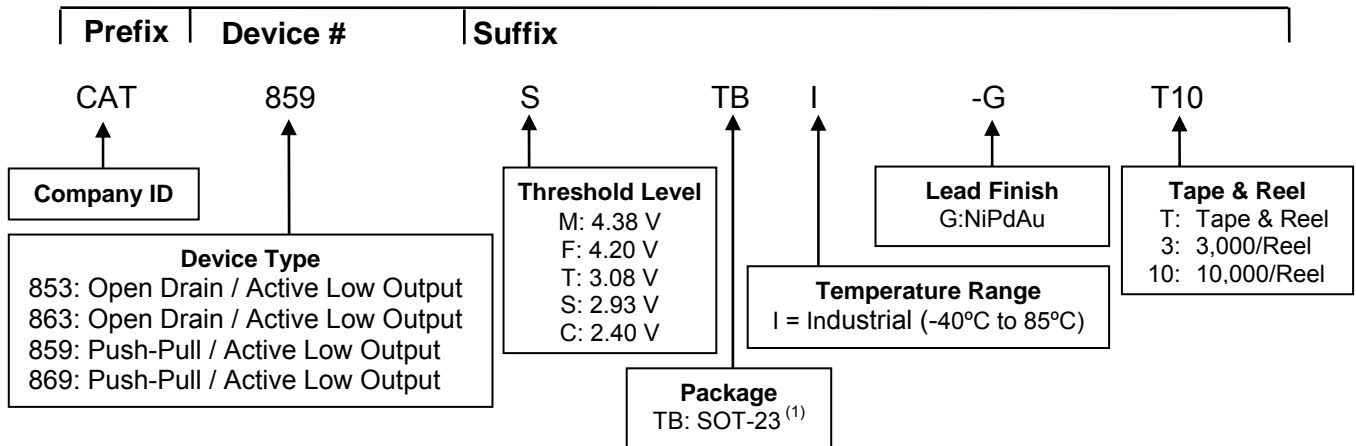 Prefix Device # Suffix
CAT 859 S TB I -G T10
Company ID
Device Type
853: Open Drain / Active Low Output
863: Open Drain / Active Low Output
859: Push-Pull / Active Low Output
869: Push-Pull / Active Low Output
Threshold Level
M: 4.38 V
F: 4.20 V
T: 3.08 V
S: 2.93 V
C: 2.40 V
Package
TB: SOT-23 (1)
Temperature Range
I = Industrial (-40ºC to 85ºC)
Lead Finish
G:NiPdAu
Tape & Reel
T: Tape & Reel
3: 3,000/Reel
10: 10,000/Reel